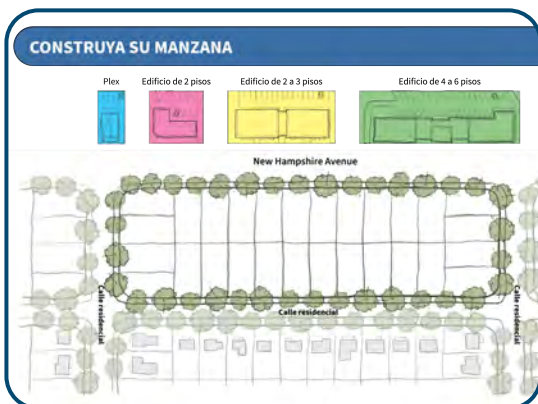 CONSTRUYA SU MANZANA
Plex
Edificio de 2 pisos
Edificio de 2 a 3 pisos
Edificio de 4 a 6 pisos
New Hampshire Avenue
Calle residencial
Calle residencial
Calle residencial